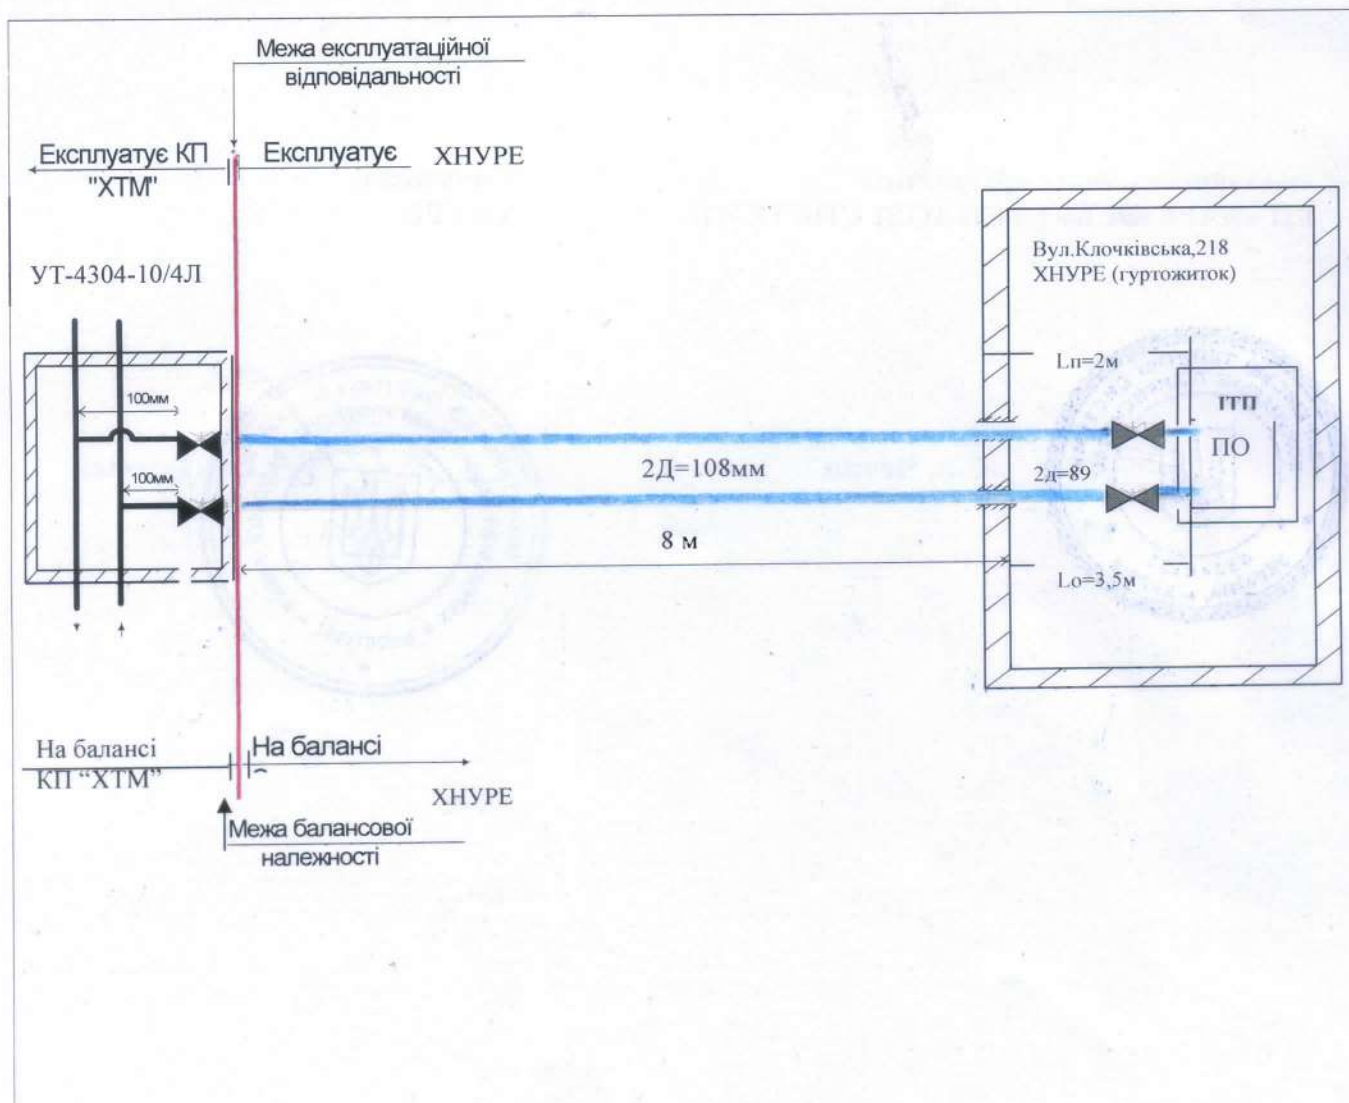 Межа експлуатаційної
відповідальності
Експлуатує КП
"ХТМ"
Експлуатує ХНУРЕ
УТ-4304-10/4Л
100мм
100мм
2Д=108мм
8 м
Вул.Клочківська,218
ХНУРЕ (гуртожиток)
Lп=2м
ІТП
ПО
2д=89
Lо=3,5м
На балансі
КП “ХТМ”
На балансі
ХНУРЕ
Межа балансової
належності